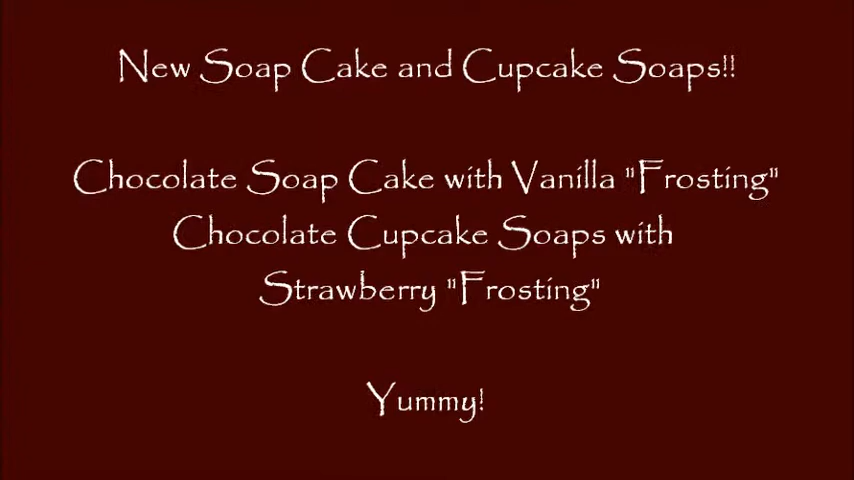 New Soap Cake and Cupcake Soaps!!
Chocolate Soap Cake with Vanilla "Frosting"
Chocolate Cupcake Soaps with
Strawberry "Frosting"
Yummy!